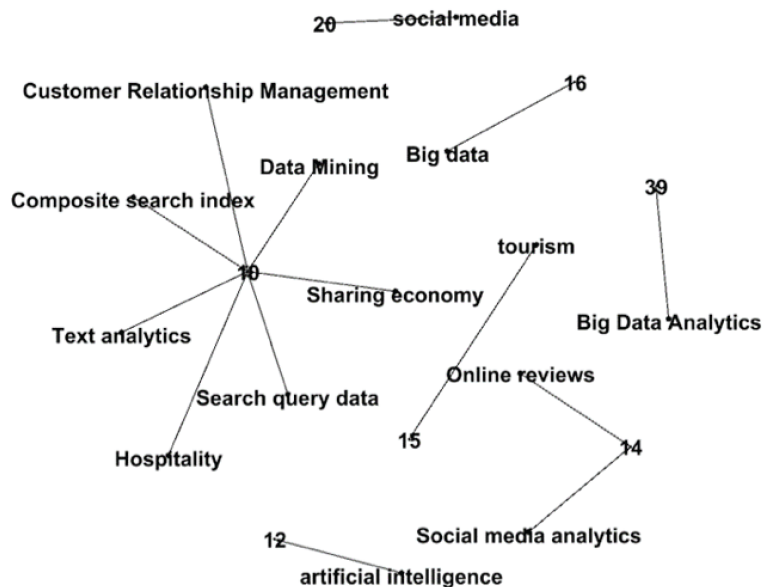 20
social media
16
Customer Relationship Management
Big data
Data Mining
39
Composite search index
tourism
10
Sharing economy
Big Data Analytics
Text analytics
Online reviews
Search query data
15
14
Hospitality
Social media analytics
12
artificial intelligence